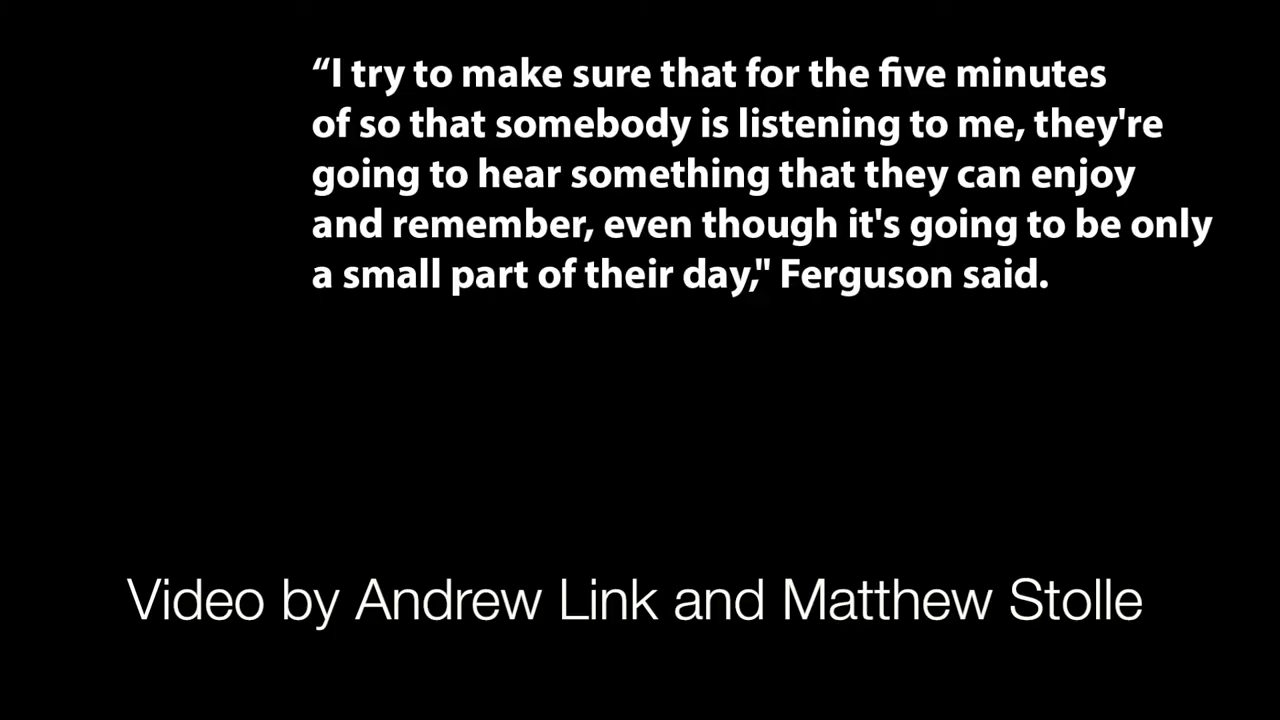 “I try to make sure that for the five minutes
of so that somebody is listening to me, they're
going to hear something that they can enjoy
and remember, even though it's going to be only
a small part of their day," Ferguson said.
Video by Andrew Link and Matthew Stolle